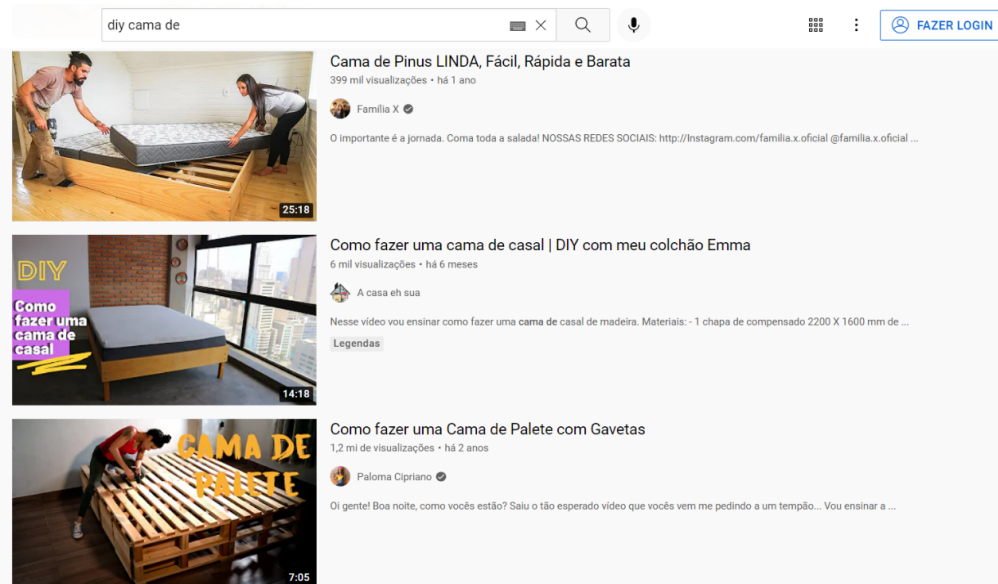 diy cama de
FAZER LOGIN
25:18
Cama de Pinus LINDA, Fácil, Rápida e Barata
399 mil visualizações • há 1 ano
Família X
O importante é a jornada. Coma toda a salada! NOSSAS REDES SOCIAIS: http://Instagram.com/familia.x.oficial @familia.x.oficial ...
DIY
Como
fazer uma
cama de
casal
14:18
Como fazer uma cama de casal | DIY com meu colchão Emma
6 mil visualizações • há 6 meses
A casa eh sua
Nesse vídeo vou ensinar como fazer uma cama de casal de madeira. Materiais: - 1 chapa de compensado 2200 X 1600 mm de ...
Legendas
CAMA DE
PALETE
7:05
Como fazer uma Cama de Palete com Gavetas
1,2 mi de visualizações • há 2 anos
Paloma Cipriano
Oi gente! Boa noite, como vocês estão? Saiu o tão esperado vídeo que vocês vem me pedindo a um tempão... Vou ensinar a ...